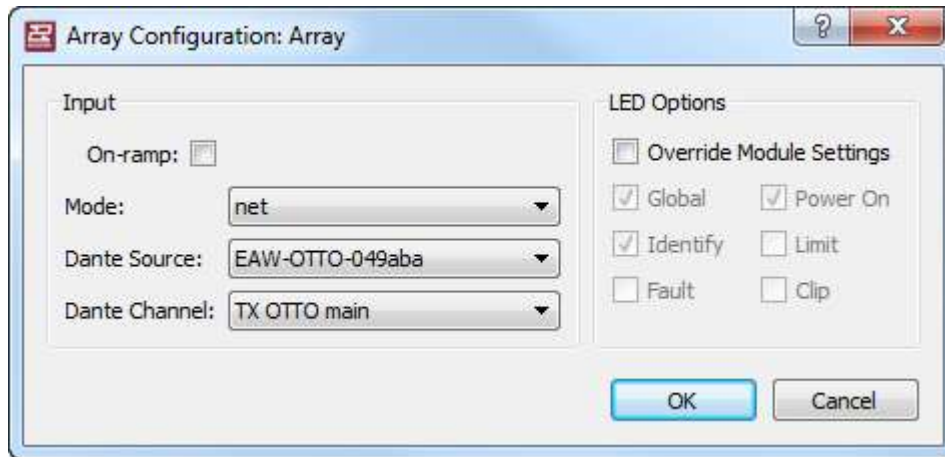 Array Configuration: Array
Input
On-ramp:
Mode: net
Dante Source: EAW-OTTO-049aba
Dante Channel: TX OTTO main
LED Options
Override Module Settings
Global Power On
Identify Limit
Fault Clip
OK Cancel